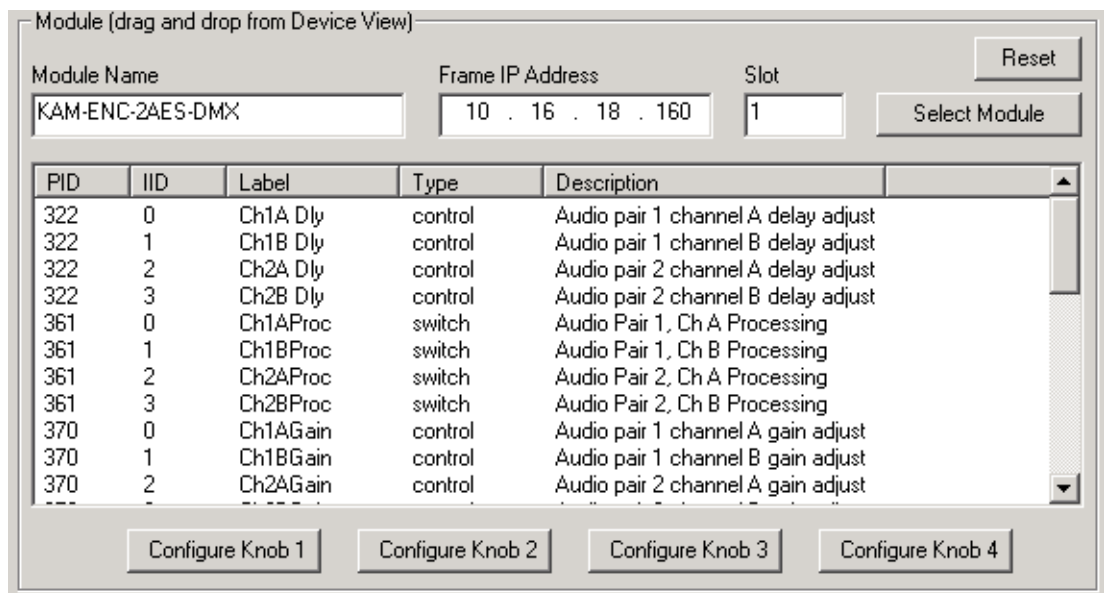 Module (drag and drop from Device View)
Reset
Module Name Frame IP Address Slot
KAM-ENC-2AES-DMX 10 . 16 . 18 . 160 1 Select Module
PID IID Label Type Description
322 0 Ch1A Dly control Audio pair 1 channel A delay adjust
322 1 Ch1B Dly control Audio pair 1 channel B delay adjust
322 2 Ch2A Dly control Audio pair 2 channel A delay adjust
322 3 Ch2B Dly control Audio pair 2 channel B delay adjust
361 0 Ch1AProc switch Audio Pair 1, Ch A Processing
361 1 Ch1BProc switch Audio Pair 1, Ch B Processing
361 2 Ch2AProc switch Audio Pair 2, Ch A Processing
361 3 Ch2BProc switch Audio Pair 2, Ch B Processing
370 0 Ch1AGain control Audio pair 1 channel A gain adjust
370 1 Ch1BGain control Audio pair 1 channel B gain adjust
370 2 Ch2AGain control Audio pair 2 channel A gain adjust
Configure Knob 1 Configure Knob 2 Configure Knob 3 Configure Knob 4